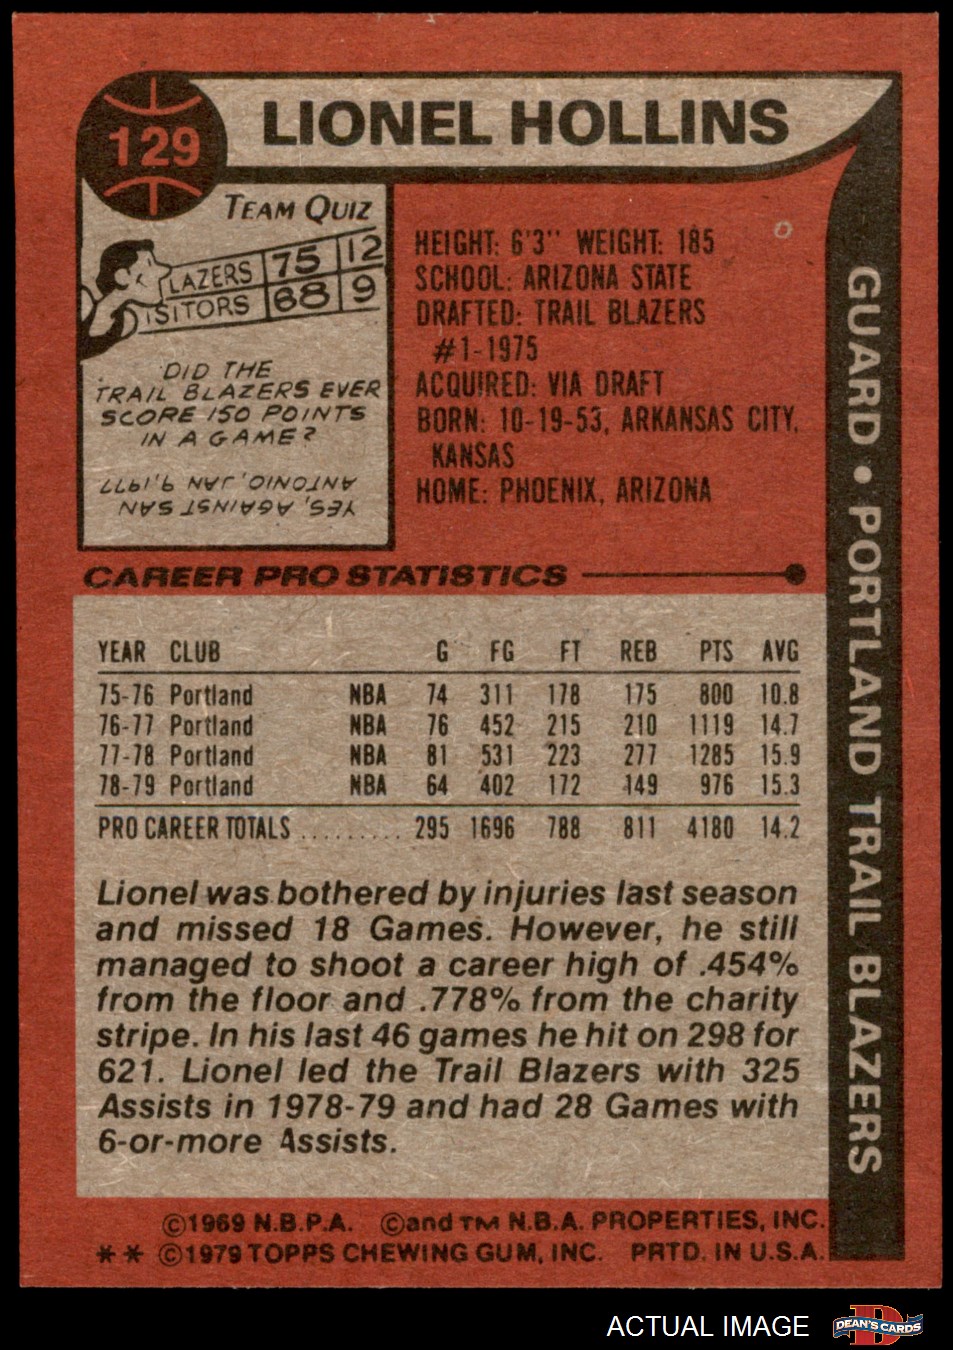 129
LIONEL HOLLINS
TEAM QUIZ
LAZERS 75 12
ISITORS 68 9
DID THE
TRAIL BLAZERS EVER
SCORE 150 POINTS
IN A GAME?
YES, AGAINST SAN
ANTONIO, JAN 9, 1977
HEIGHT: 6'3" WEIGHT: 185
SCHOOL: ARIZONA STATE
DRAFTED: TRAIL BLAZERS
#1-1975
ACQUIRED: VIA DRAFT
BORN: 10-19-53, ARKANSAS CITY,
KANSAS
HOME: PHOENIX, ARIZONA
GUARD • PORTLAND TRAIL BLAZERS
CAREER PRO STATISTICS
YEAR CLUB G FG FT REB PTS AVG
75-76 Portland NBA 74 311 178 175 800 10.8
76-77 Portland NBA 76 452 215 210 1119 14.7
77-78 Portland NBA 81 531 223 277 1285 15.9
78-79 Portland NBA 64 402 172 149 976 15.3
PRO CAREER TOTALS ......... 295 1696 788 811 4180 14.2
Lionel was bothered by injuries last season
and missed 18 Games. However, he still
managed to shoot a career high of .454%
from the floor and .778% from the charity
stripe. In his last 46 games he hit on 298 for
621. Lionel led the Trail Blazers with 325
Assists in 1978-79 and had 28 Games with
6-or-more Assists.
©1969 N.B.P.A. ©and TM N.B.A. PROPERTIES, INC.
** ©1979 TOPPS CHEWING GUM, INC. PRTD. IN U.S.A.
ACTUAL IMAGE
D
DEAN'S CARDS